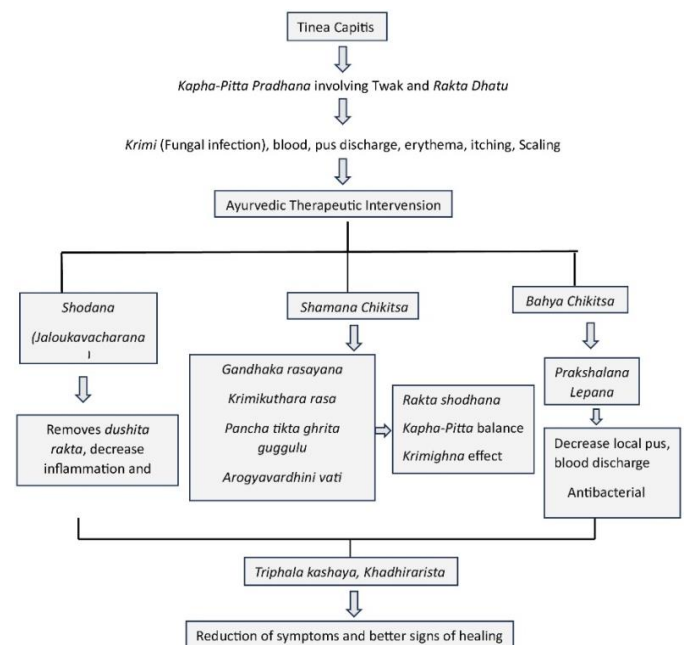 Tinea Capitis
Kapha-Pitta Pradhana involving Twak and Rakta Dhatu
Krimi (Fungal infection), blood, pus discharge, erythema, itching, Scaling
Ayurvedic Therapeutic Intervension
Shodana
(Jaloukavacharana
)
Removes dushita
rakta, decrease
inflammation and
Shamana Chikitsa
Gandhaka rasayana
Krimikuthara rasa
Pancha tikta ghrita
guggulu
Arogyavardhini vati
Rakta shodhana
Kapha-Pitta balance
Krimighna effect
Bahya Chikitsa
Prakshalana
Lepana
Decrease local pus,
blood discharge
Antibacterial
Triphala kashaya, Khadhirarista
Reduction of symptoms and better signs of healing